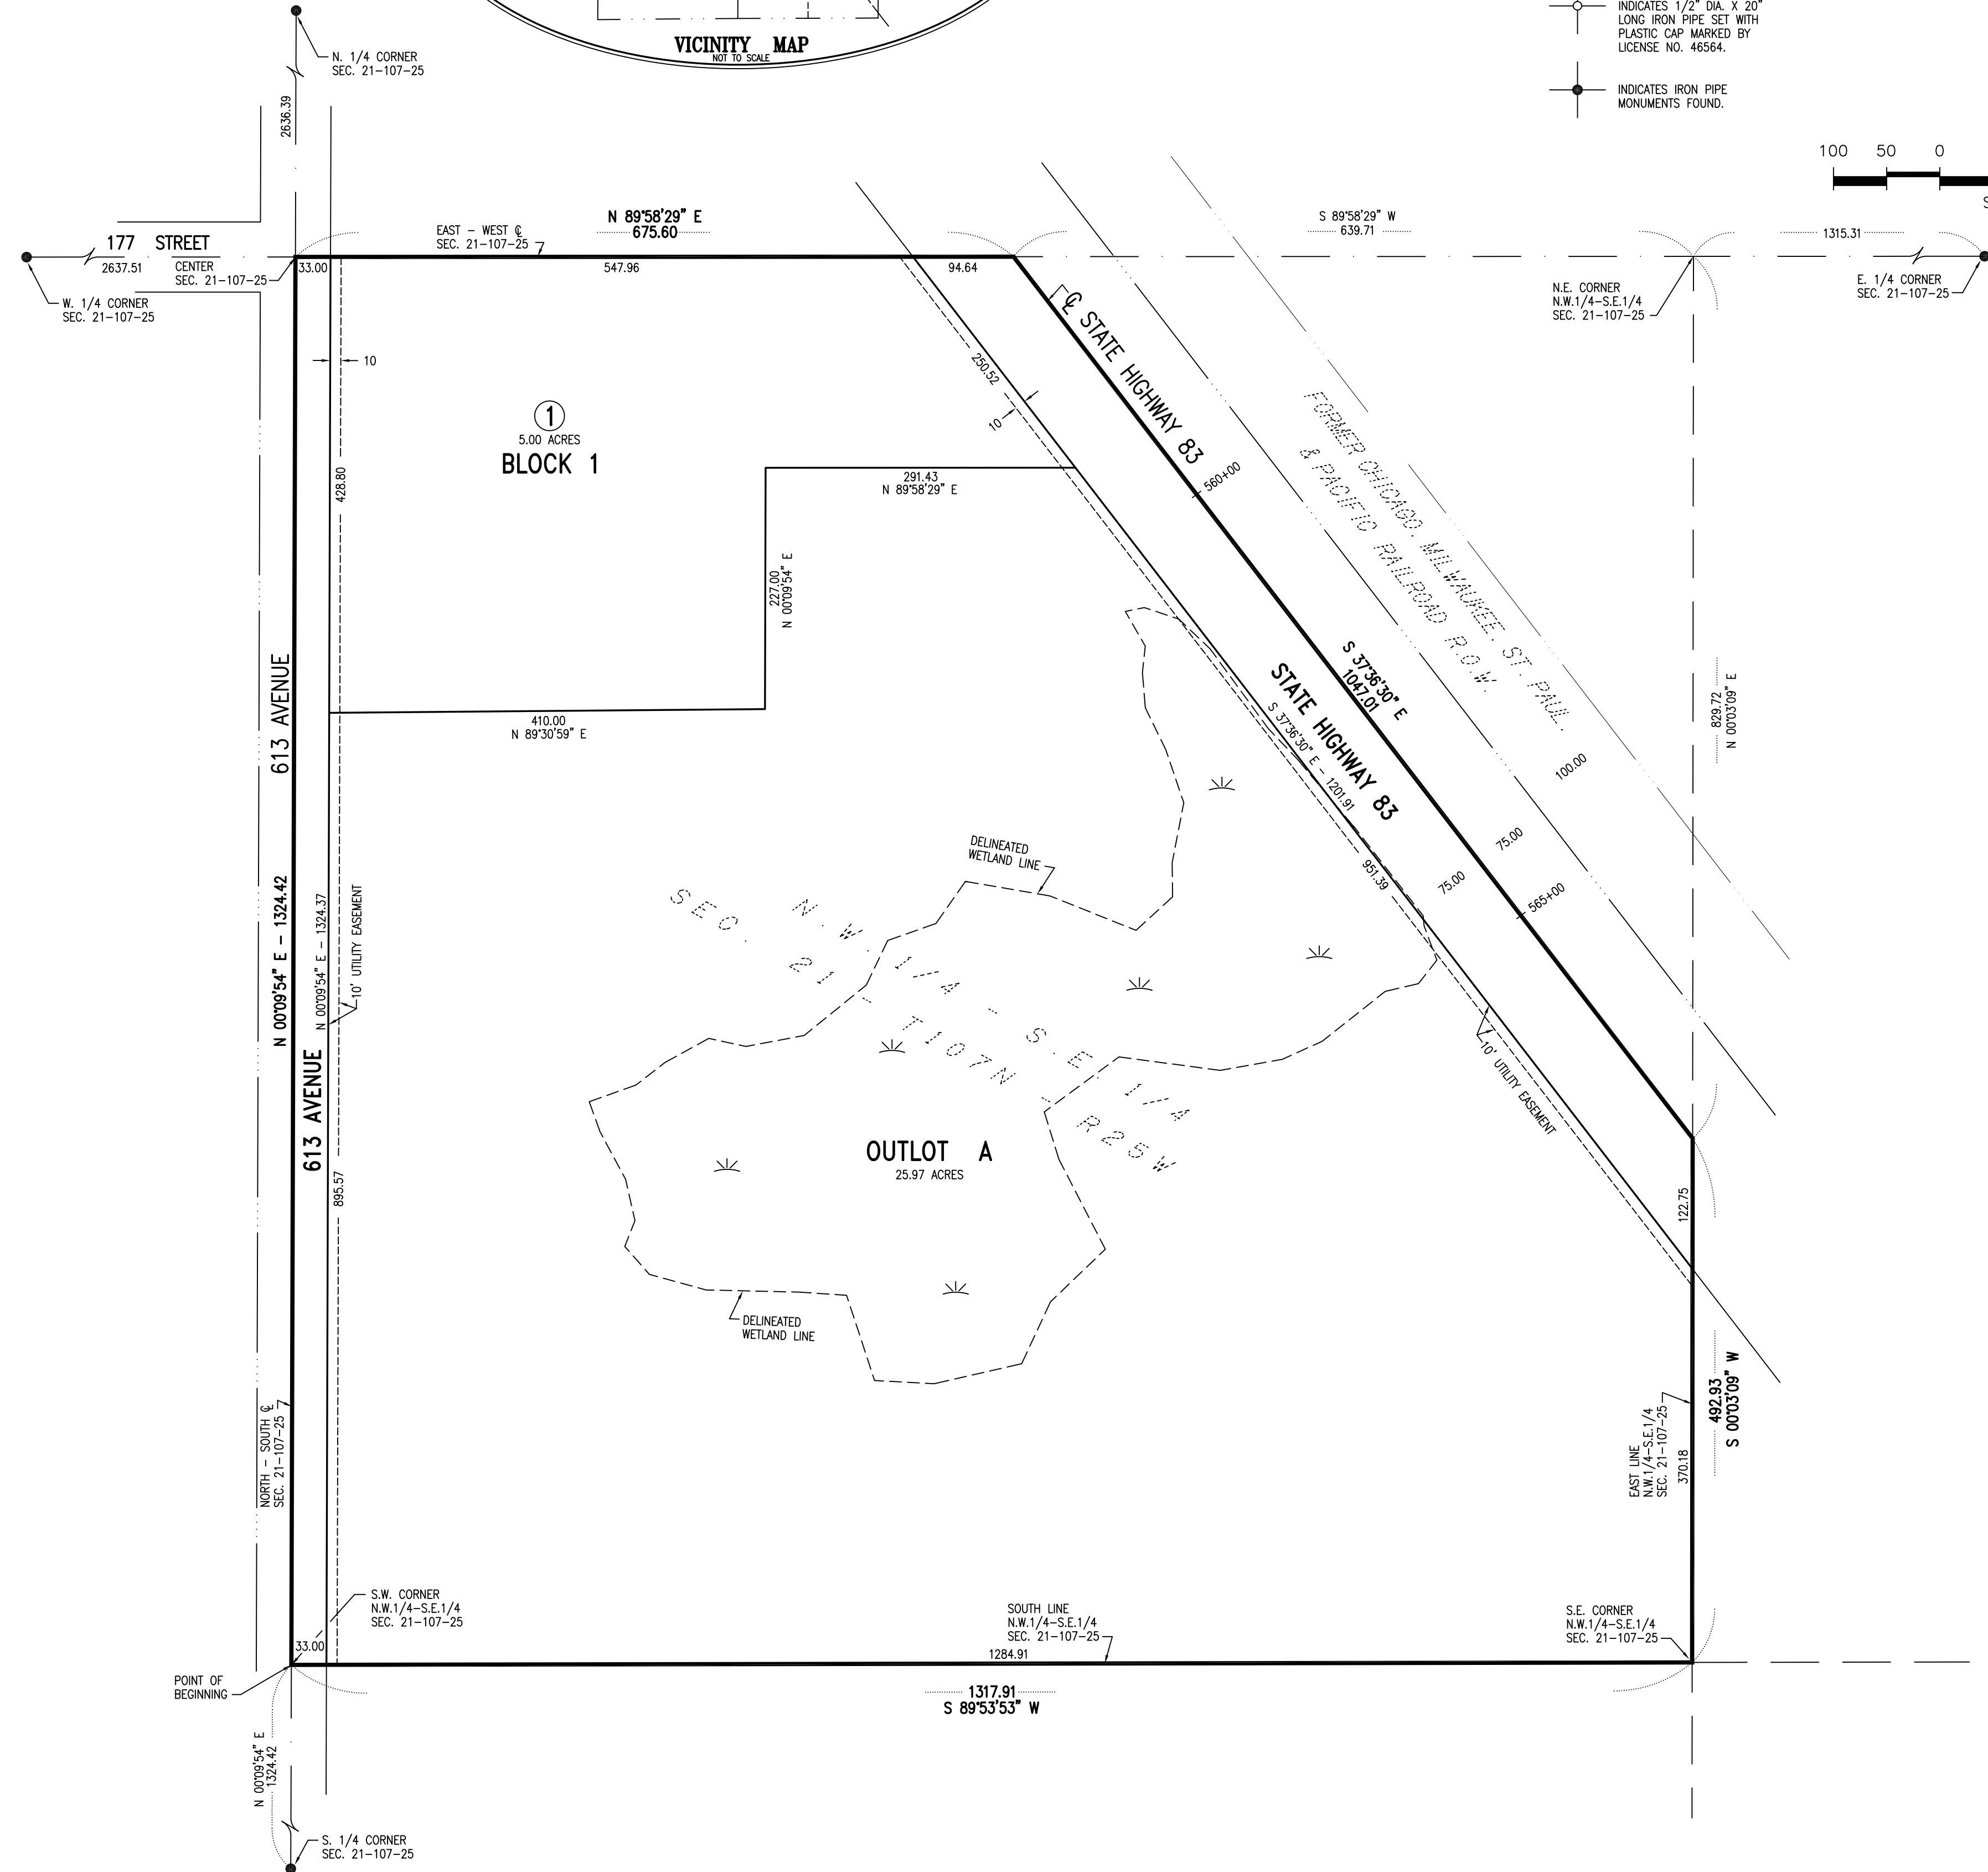 VICINITY MAP
NOT TO SCALE
INDICATES 1/2" DIA. X 20"
LONG IRON PIPE SET WITH
PLASTIC CAP MARKED BY
LICENSE NO. 46564.
INDICATES IRON PIPE
MONUMENTS FOUND.
100 50 0
S
N. 1/4 CORNER
SEC. 21-107-25
2636.39
177 STREET
2637.51
CENTER
SEC. 21-107-25
W. 1/4 CORNER
SEC. 21-107-25
EAST - WEST ℄
SEC. 21-107-25
N 89°58'29" E
675.60
33.00
547.96
94.64
S 89°58'29" W
639.71
1315.31
N.E. CORNER
N.W.1/4-S.E.1/4
SEC. 21-107-25
E. 1/4 CORNER
SEC. 21-107-25
10
1
5.00 ACRES
BLOCK 1
428.80
250.52
10
℄ STATE HIGHWAY 83
560+00
FORMER CHICAGO, MILWAUKEE, ST. PAUL,
& PACIFIC RAILROAD R.O.W.
291.43
N 89°58'29" E
227.00
N 00°09'54" E
410.00
N 89°30'59" E
613 AVENUE
S 37°36'30" E
1047.01
STATE HIGHWAY 83
S 37°36'30" E - 1201.91
951.39
100.00
75.00
75.00
565+00
829.72
N 00°03'09" E
DELINEATED
WETLAND LINE
N 00°09'54" E - 1324.42
N 00°09'54" E - 1324.37
10' UTILITY EASEMENT
N.W. 1/4 - S.E. 1/4
SEC. 21 - T107N - R25W
10' UTILITY EASEMENT
613 AVENUE
895.57
OUTLOT A
25.97 ACRES
122.75
DELINEATED
WETLAND LINE
NORTH - SOUTH ℄
SEC. 21-107-25
EAST LINE
N.W.1/4-S.E.1/4
SEC. 21-107-25
370.18
492.93
S 00°03'09" W
S.W. CORNER
N.W.1/4-S.E.1/4
SEC. 21-107-25
33.00
SOUTH LINE
N.W.1/4-S.E.1/4
SEC. 21-107-25
1284.91
S.E. CORNER
N.W.1/4-S.E.1/4
SEC. 21-107-25
POINT OF
BEGINNING
1317.91
S 89°53'53" W
N 00°09'54" E
1324.42
S. 1/4 CORNER
SEC. 21-107-25